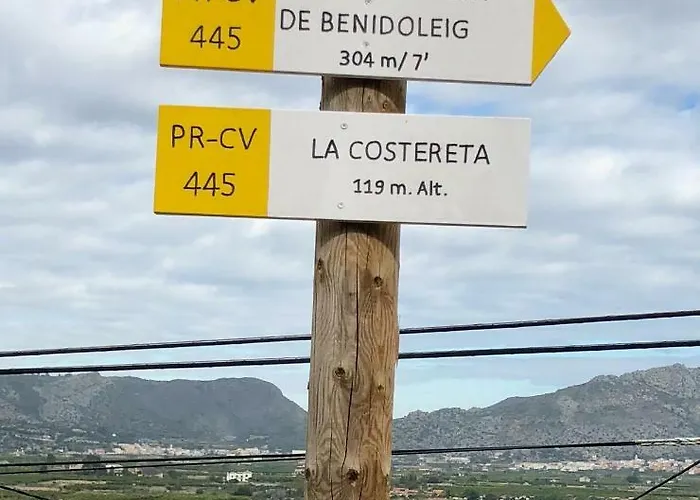 445
DE BENIDOLEIG
304 m/ 7'
PR-CV
445
LA COSTERETA
119 m. Alt.